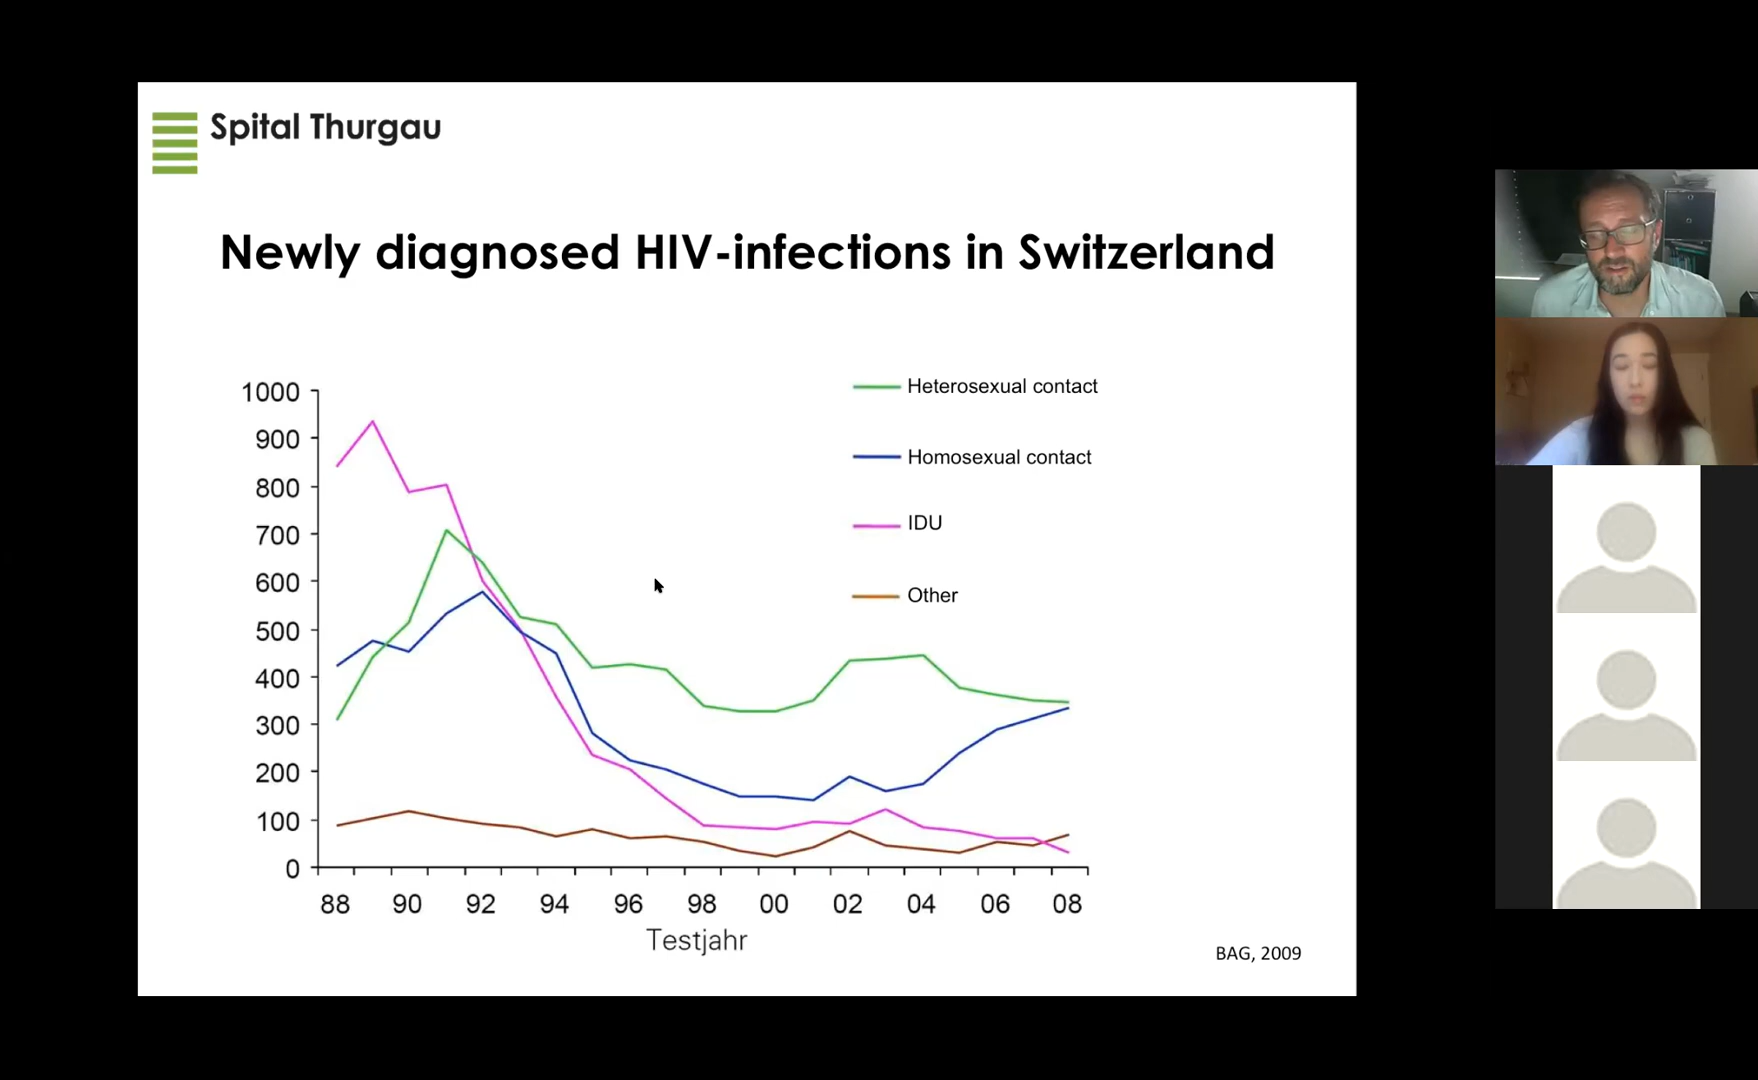 Spital Thurgau
Newly diagnosed HIV-infections in Switzerland
1000
900
800
700
600
500
400
300
200
100
0
88 90 92 94 96 98 00 02 04 06 08
Testjahr
Heterosexual contact
Homosexual contact
IDU
Other
BAG, 2009